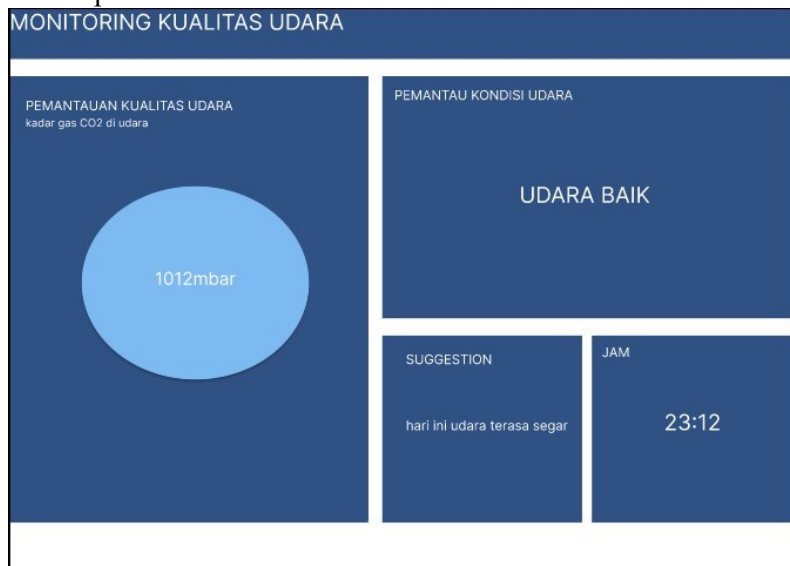 MONITORING KUALITAS UDARA
PEMANTAUAN KUALITAS UDARA
kadar gas CO2 di udara
1012mbar
PEMANTAU KONDISI UDARA
UDARA BAIK
SUGGESTION
hari ini udara terasa segar
JAM
23:12